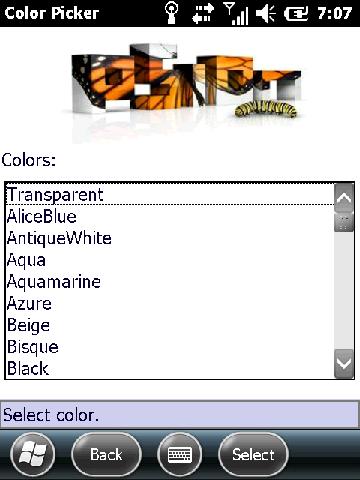 Color Picker 7:07
Colors:
Transparent
AliceBlue
AntiqueWhite
Aqua
Aquamarine
Azure
Beige
Bisque
Black
Select color.
Back Select